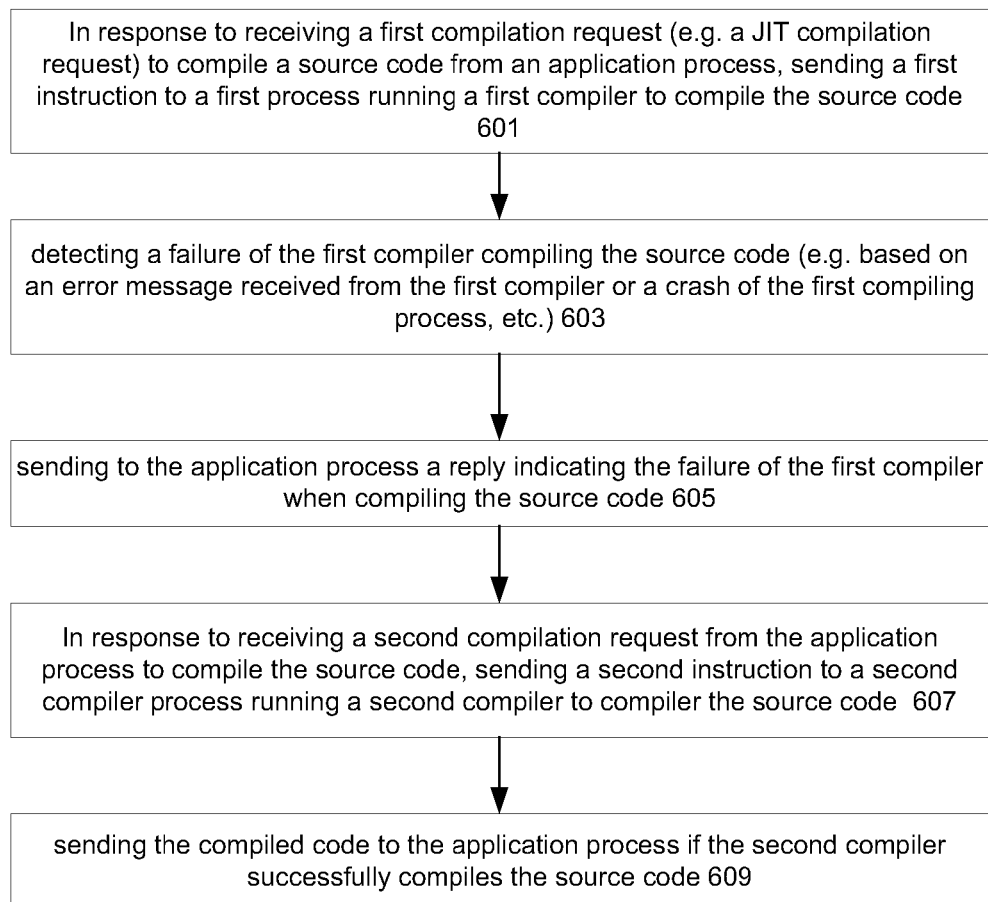 In response to receiving a first compilation request (e.g. a JIT compilation
request) to compile a source code from an application process, sending a first
instruction to a first process running a first compiler to compile the source code
601
detecting a failure of the first compiler compiling the source code (e.g. based on
an error message received from the first compiler or a crash of the first compiling
process, etc.) 603
sending to the application process a reply indicating the failure of the first compiler
when compiling the source code 605
In response to receiving a second compilation request from the application
process to compile the source code, sending a second instruction to a second
compiler process running a second compiler to compiler the source code 607
sending the compiled code to the application process if the second compiler
successfully compiles the source code 609